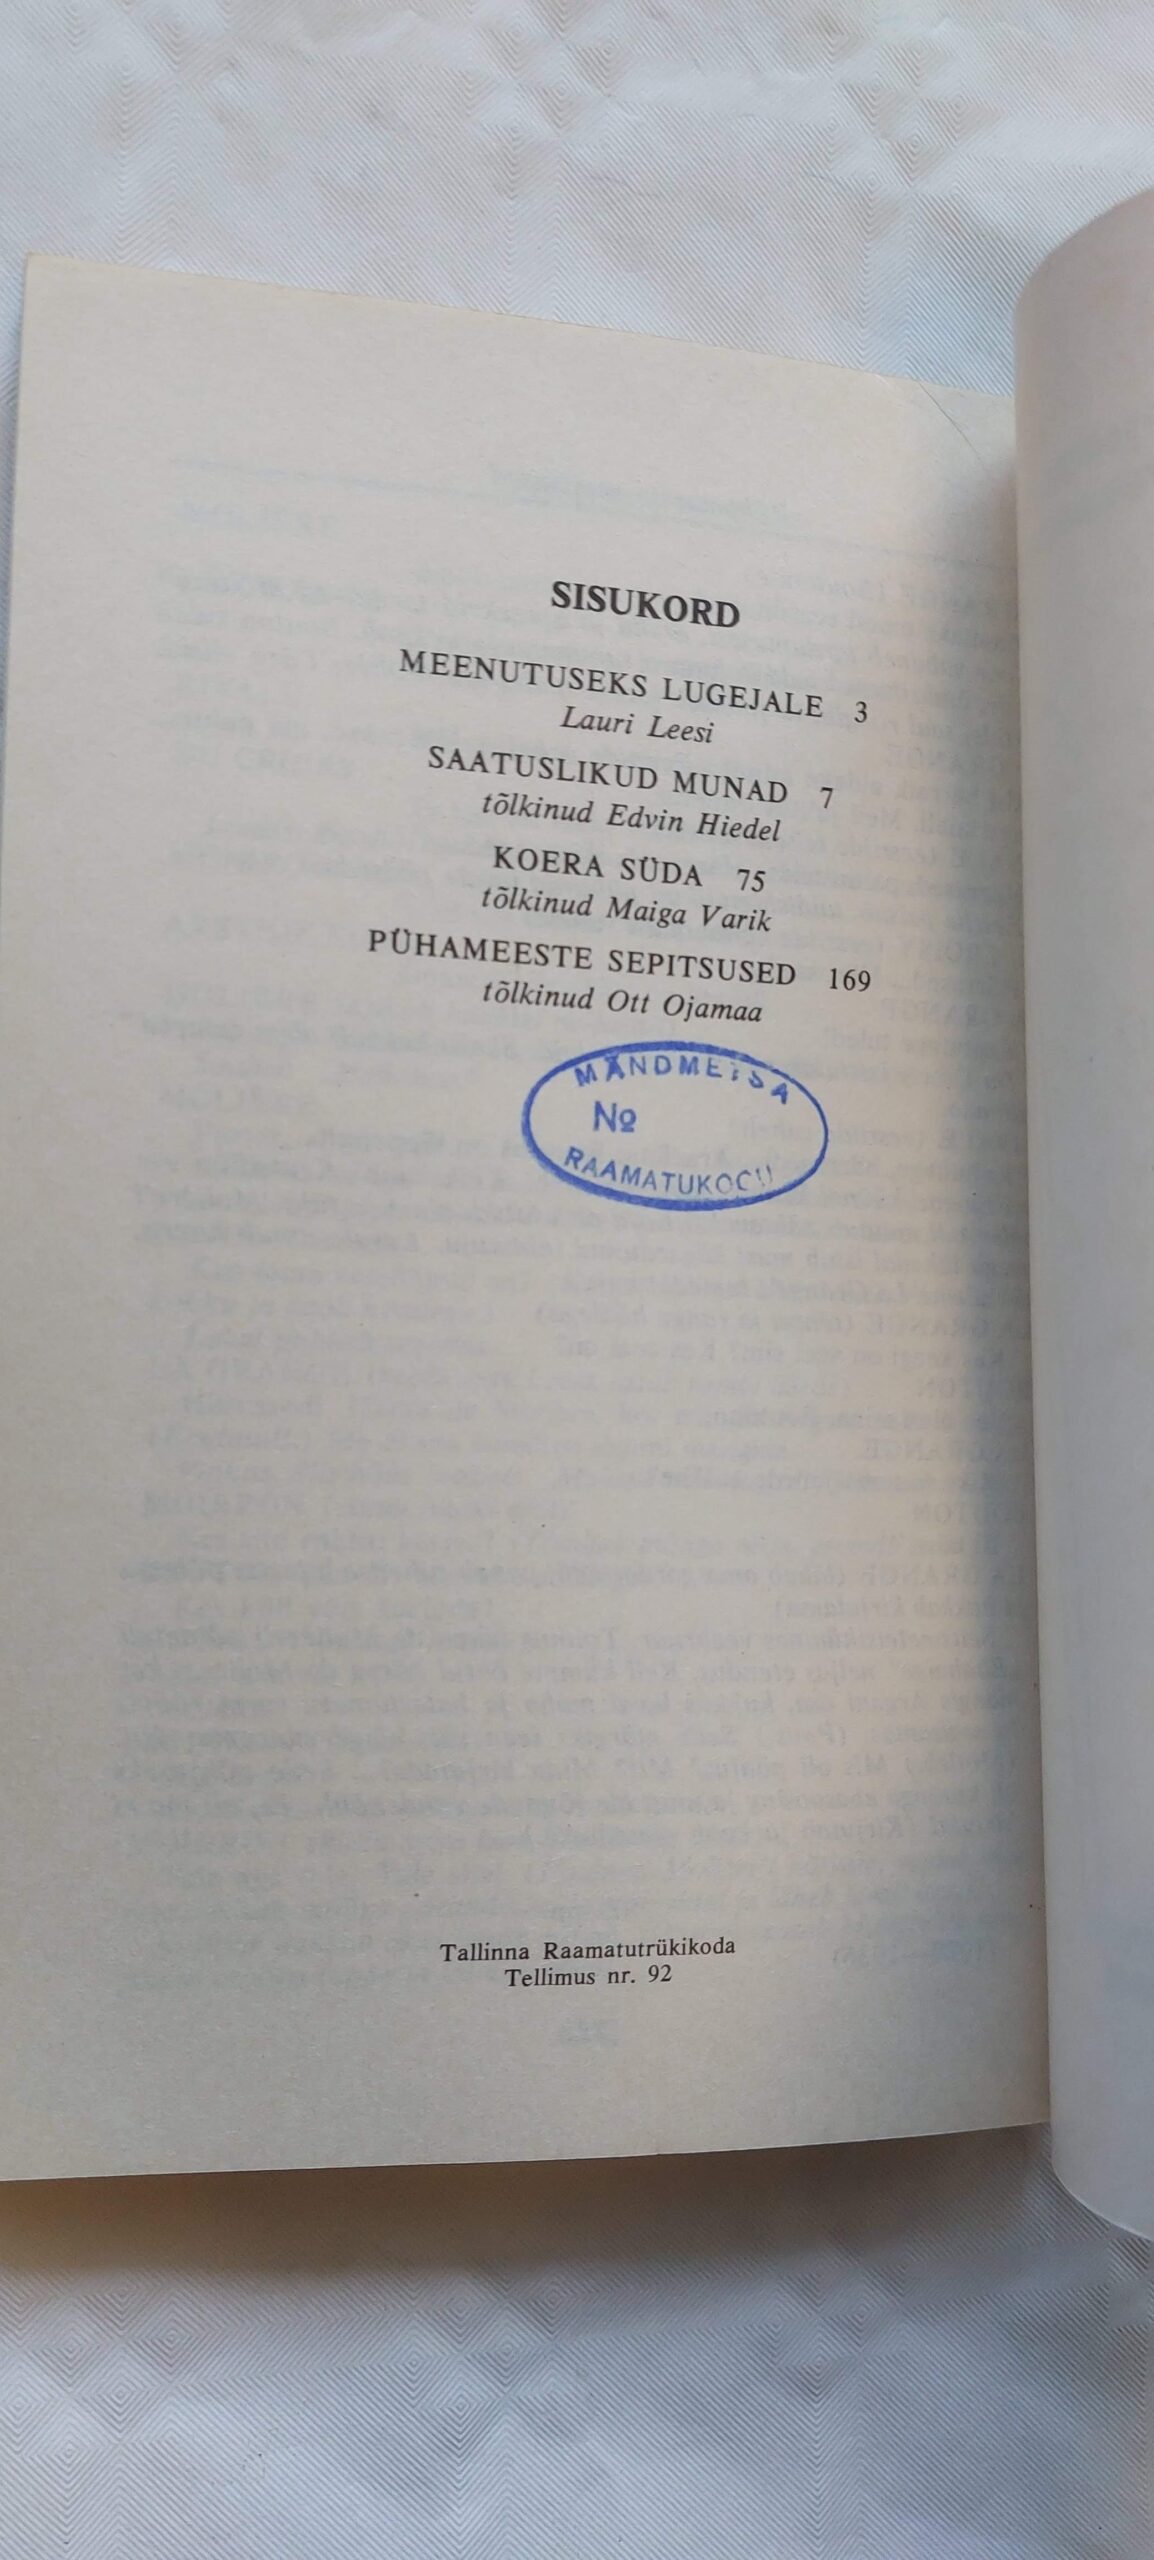 SISUKORD
MEENUTUSEKS LUGEJALE 3
Lauri Leesi
SAATUSLIKUD MUNAD 7
tõlkinud Edvin Hiedel
KOERA SÜDA 75
tõlkinud Maiga Varik
PÜHAMEESTE SEPITSUSED 169
tõlkinud Ott Ojamaa
MÄNDMETSA
№
RAAMATUKOGU
Tallinna Raamatutrükikoda
Tellimus nr. 92